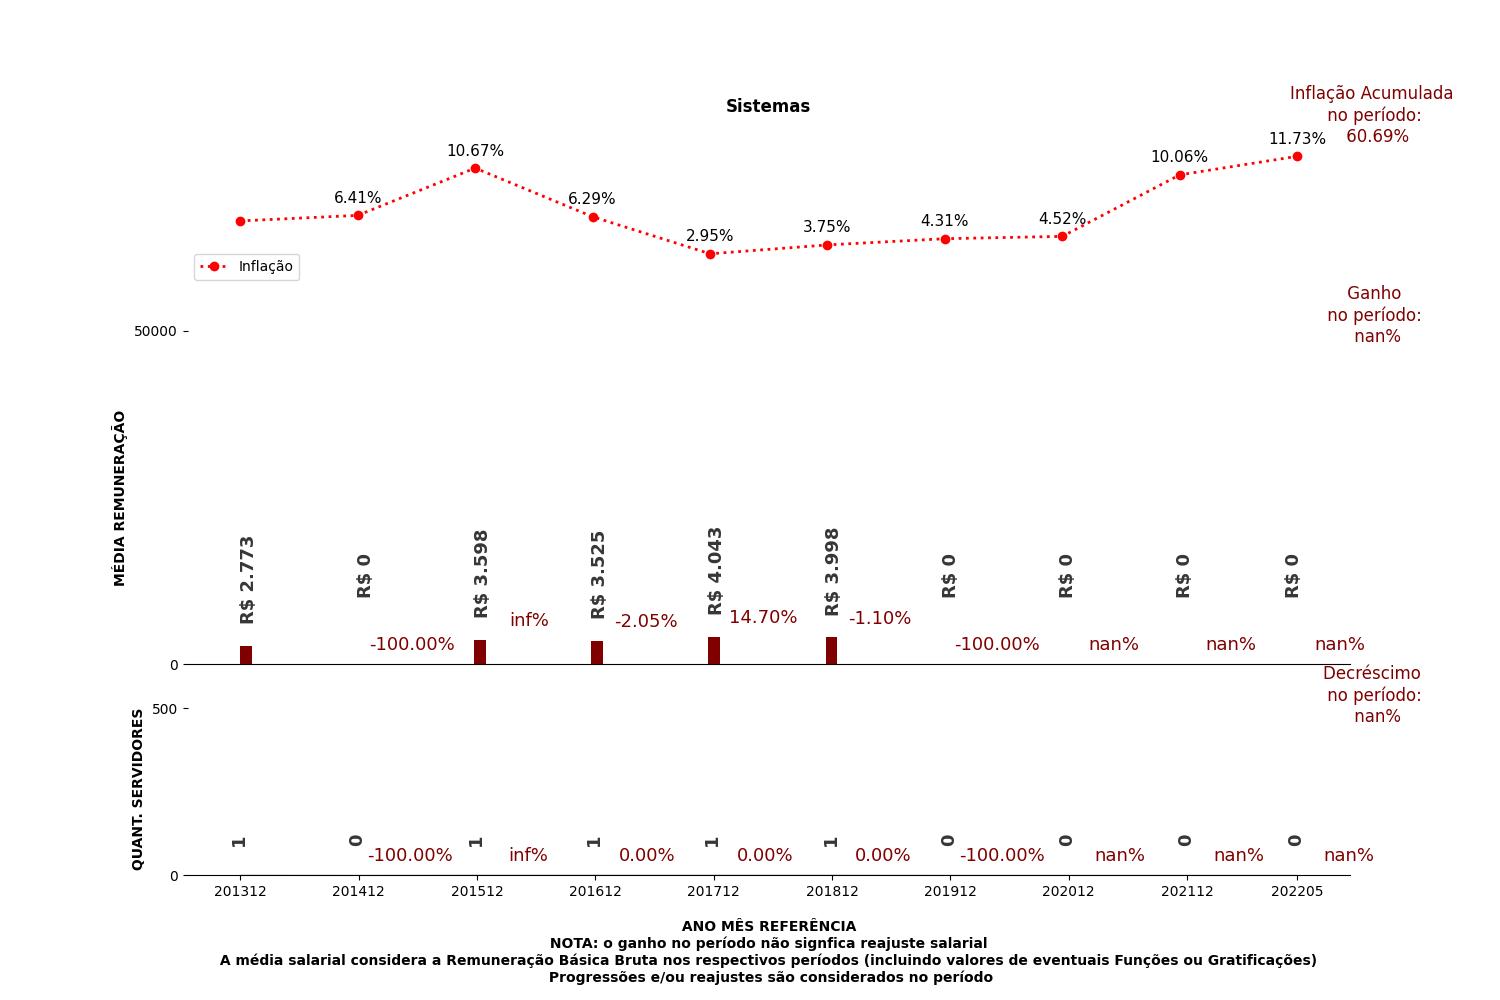 Sistemas
Inflação Acumulada
no período:
60.69%
6.41%
10.67%
6.29%
2.95%
3.75%
4.31%
4.52%
10.06%
11.73%
Inflação
Ganho
no período:
nan%
50000
0
MÉDIA REMUNERAÇÃO
R$ 2.773
R$ 0
R$ 3.598
R$ 3.525
R$ 4.043
R$ 3.998
R$ 0
R$ 0
R$ 0
R$ 0
-100.00%
inf%
-2.05%
14.70%
-1.10%
-100.00%
nan%
nan%
nan%
Decréscimo
no período:
nan%
500
0
QUANT. SERVIDORES
1
0
1
1
1
1
0
0
0
0
-100.00%
inf%
0.00%
0.00%
0.00%
-100.00%
nan%
nan%
nan%
201312
201412
201512
201612
201712
201812
201912
202012
202112
202205
ANO MÊS REFERÊNCIA
NOTA: o ganho no período não signfica reajuste salarial
A média salarial considera a Remuneração Básica Bruta nos respectivos períodos (incluindo valores de eventuais Funções ou Gratificações)
Progressões e/ou reajustes são considerados no período